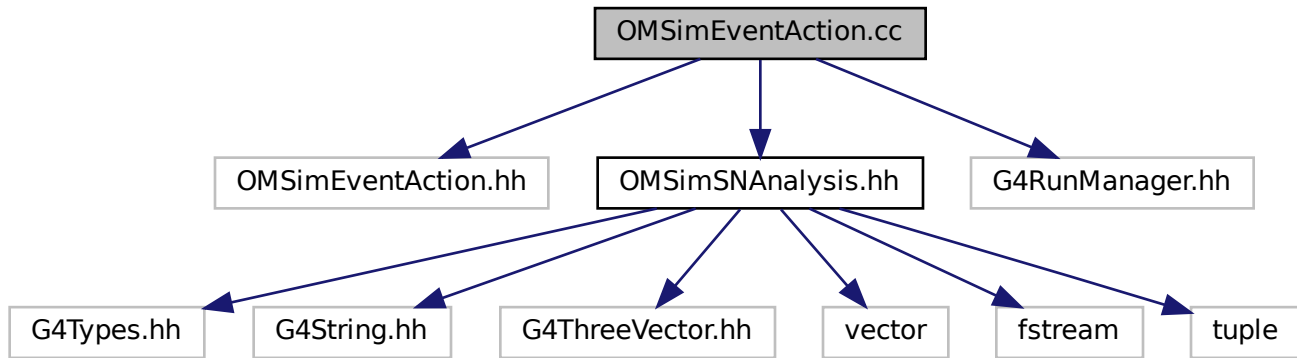 OMSimEventAction.cc
OMSimEventAction.hh
OMSimSNAnalysis.hh
G4RunManager.hh
G4Types.hh
G4String.hh
G4ThreeVector.hh
vector
fstream
tuple